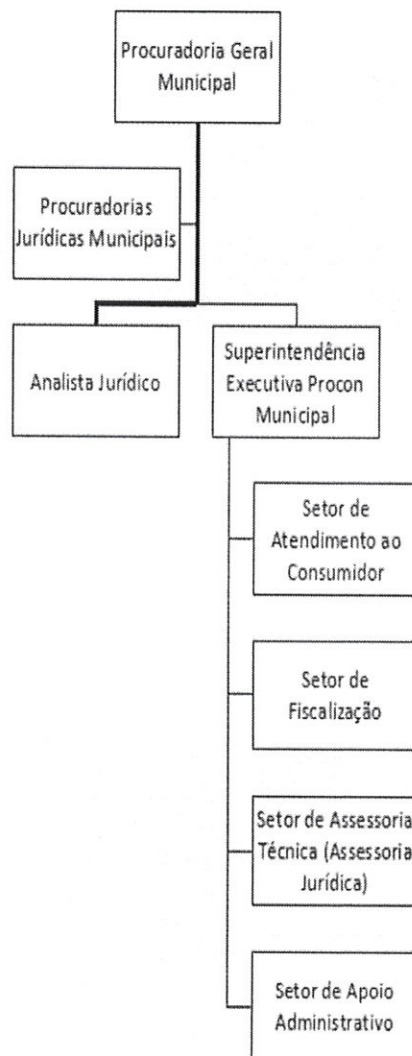 Procuradoria Geral
Municipal
Procuradorias
Jurídicas Municipais
Analista Jurídico
Superintendência
Executiva Procon
Municipal
Setor de
Atendimento ao
Consumidor
Setor de
Fiscalização
Setor de Assessoria
Técnica (Assessoria
Jurídica)
Setor de Apoio
Administrativo